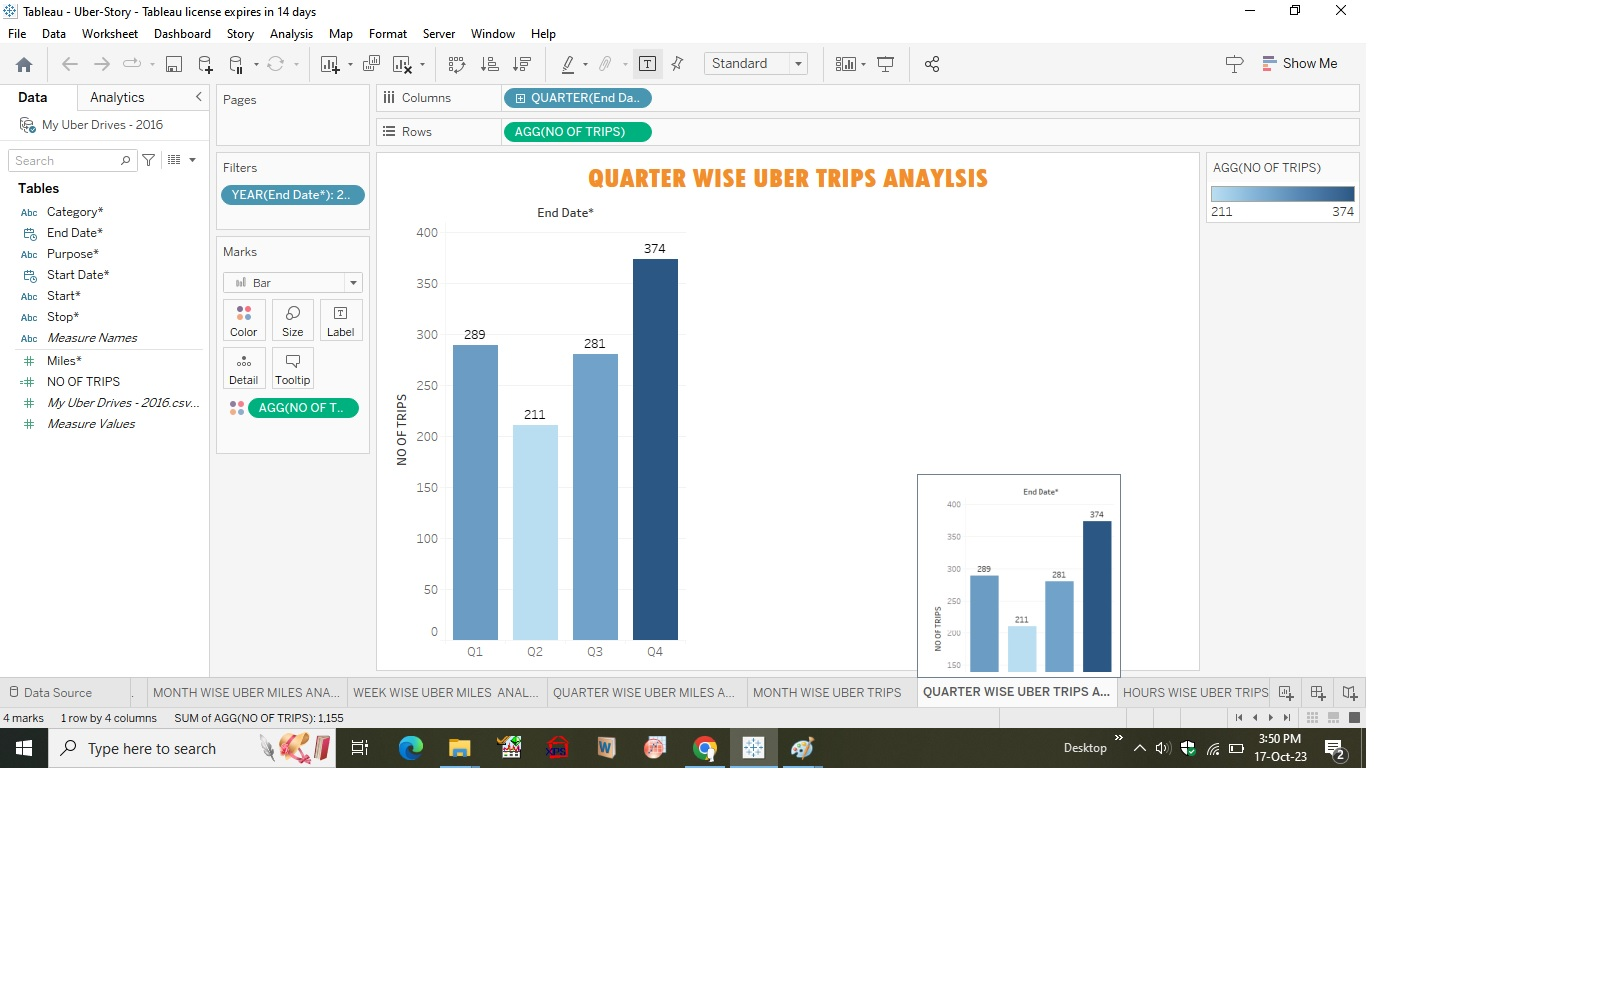 Tableau - Uber-Story - Tableau license expires in 14 days
File Data Worksheet Dashboard Story Analysis Map Format Server Window Help
Standard
Show Me
Data Analytics
My Uber Drives - 2016
Search
Tables
Abc Category*
End Date*
Abc Purpose*
Start Date*
Abc Start*
Abc Stop*
Abc Measure Names
# Miles*
=# NO OF TRIPS
# My Uber Drives - 2016.csv...
# Measure Values
Pages
Filters
YEAR(End Date*): 2..
Marks
Bar
Color Size Label
Detail Tooltip
AGG(NO OF T..
Columns QUARTER(End Da..
Rows AGG(NO OF TRIPS)
QUARTER WISE UBER TRIPS ANAYLSIS
End Date*
NO OF TRIPS
400
350
300
250
200
150
100
50
0
289
211
281
374
Q1 Q2 Q3 Q4
AGG(NO OF TRIPS)
211 374
End Date*
NO OF TRIPS
400
350
300
250
200
150
289
211
281
374
Data Source . MONTH WISE UBER MILES ANA... WEEK WISE UBER MILES ANAL... QUARTER WISE UBER MILES A... MONTH WISE UBER TRIPS QUARTER WISE UBER TRIPS A... HOURS WISE UBER TRIPS
4 marks 1 row by 4 columns SUM of AGG(NO OF TRIPS): 1,155
Type here to search
XPS
W
Desktop
3:50 PM
17-Oct-23
2